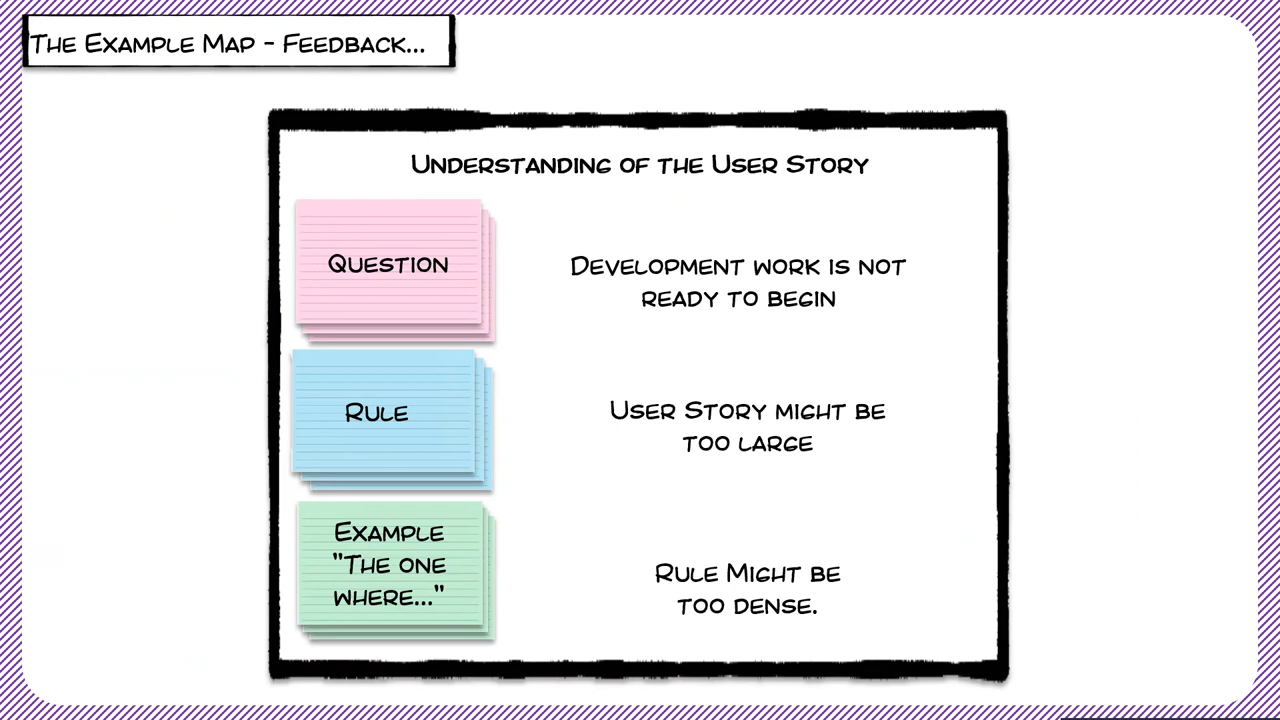 The Example Map - Feedback...
Understanding of the User Story
Question
Development work is not
ready to begin
Rule
User Story might be
too large
Example
"The one
where..."
Rule Might be
too dense.